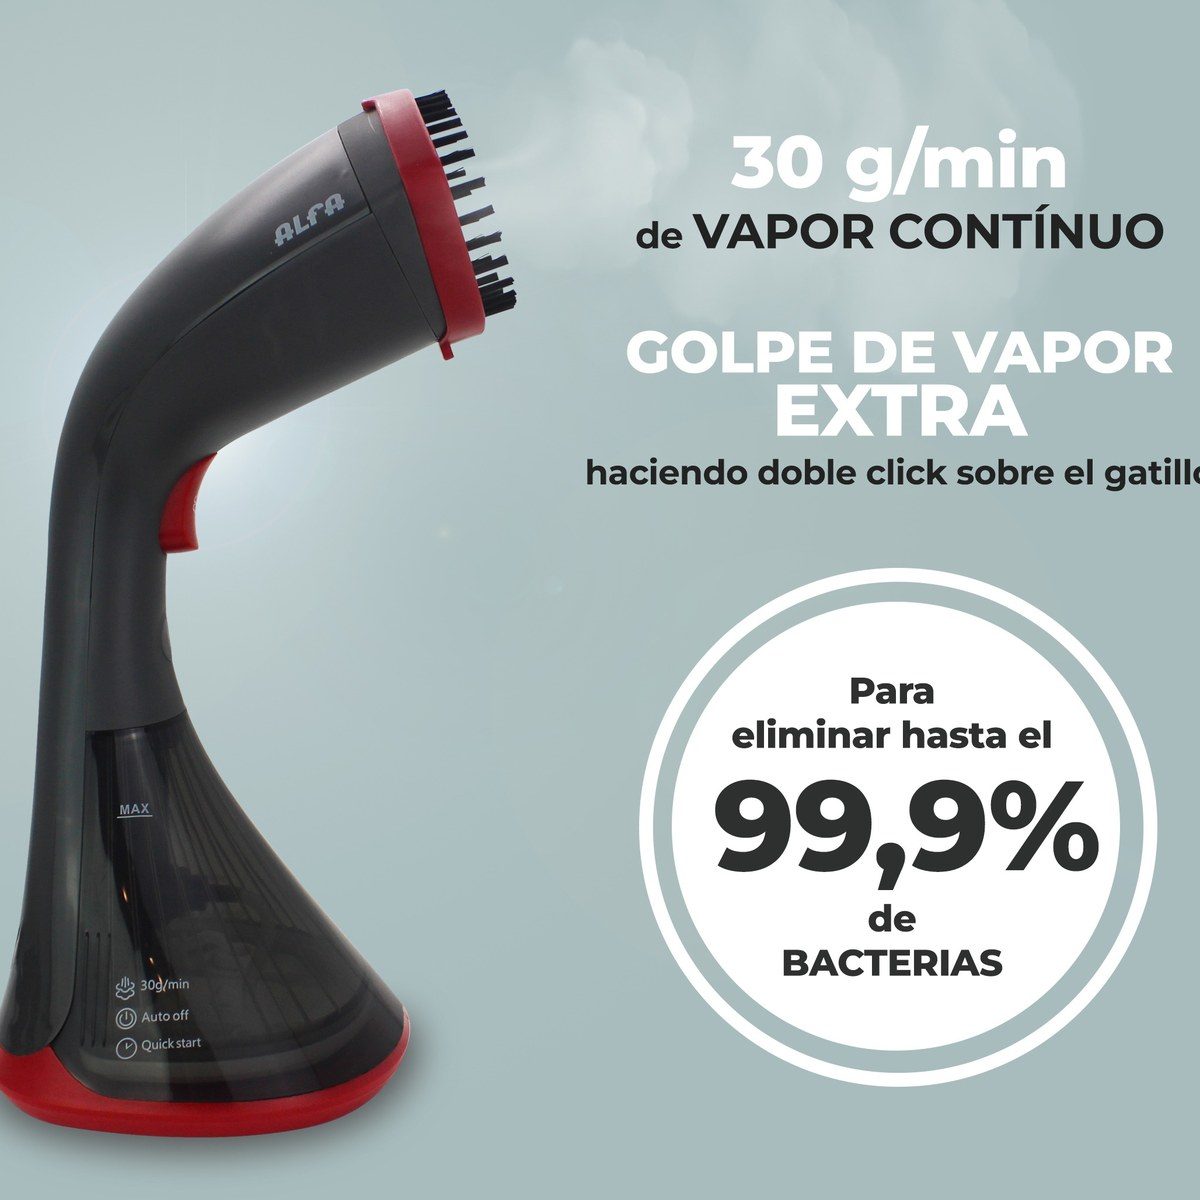 ALFA
30 g/min
de VAPOR CONTÍNUO
GOLPE DE VAPOR
EXTRA
haciendo doble click sobre el gatillo
Para
eliminar hasta el
99,9%
de
BACTERIAS
MAX
30g/min
Auto off
Quick start